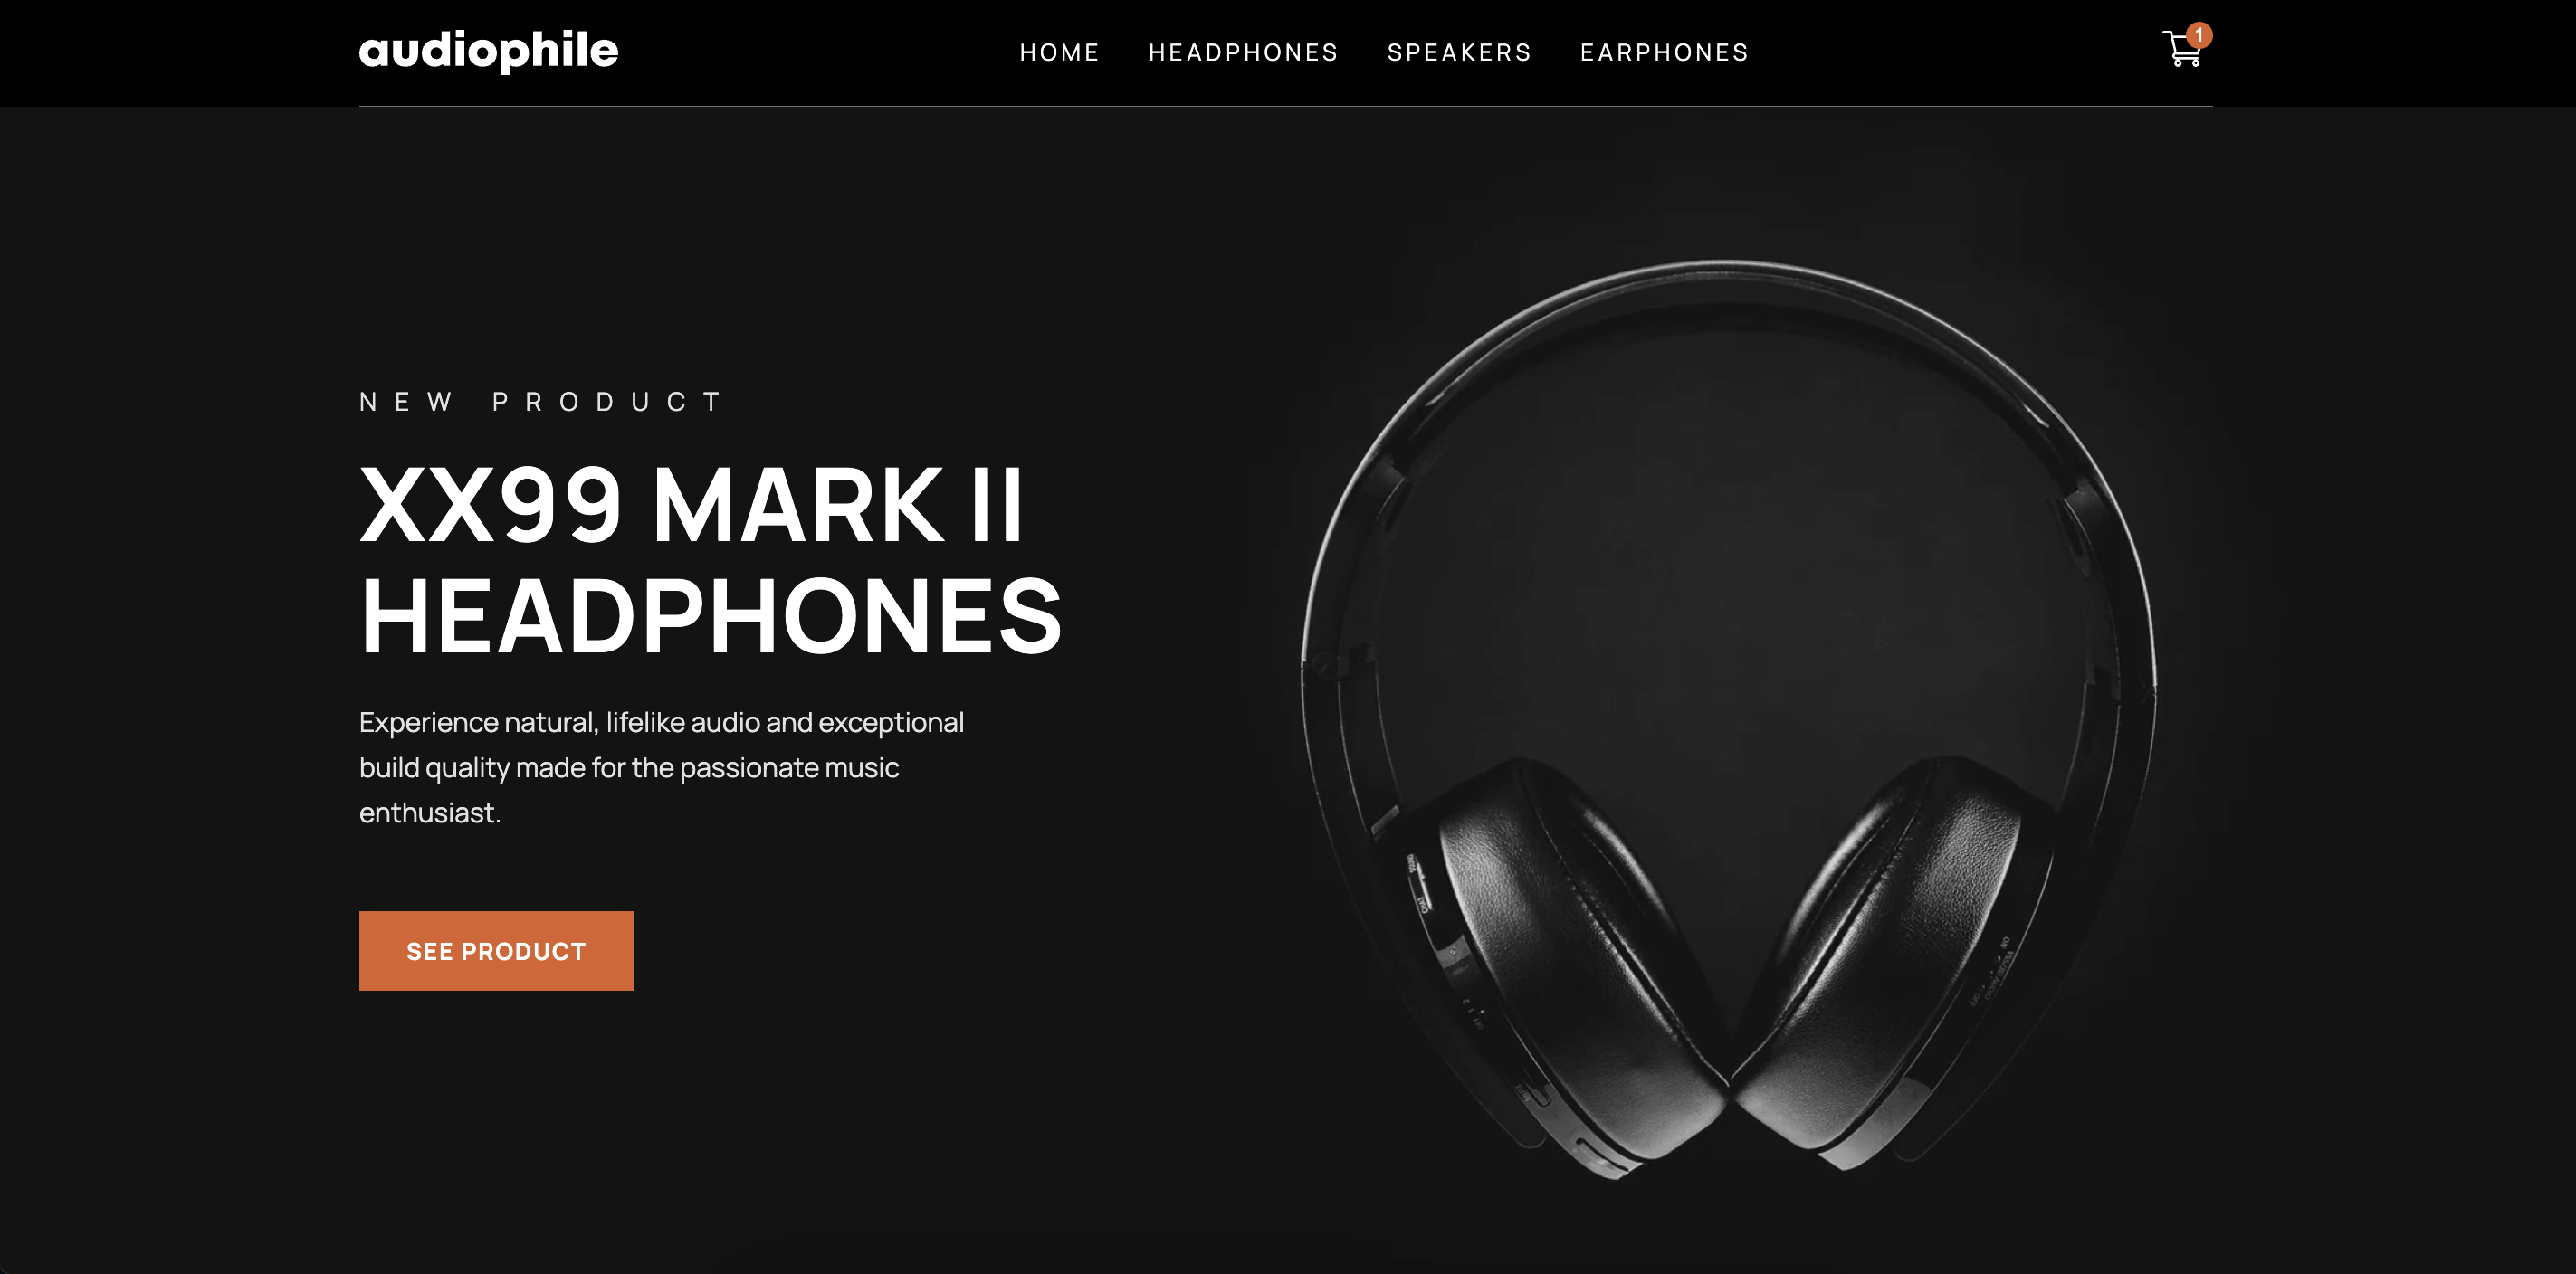 audiophile
HOME
HEADPHONES
SPEAKERS
EARPHONES
1
NEW PRODUCT
XX99 MARK II
HEADPHONES
Experience natural, lifelike audio and exceptional
build quality made for the passionate music
enthusiast.
SEE PRODUCT